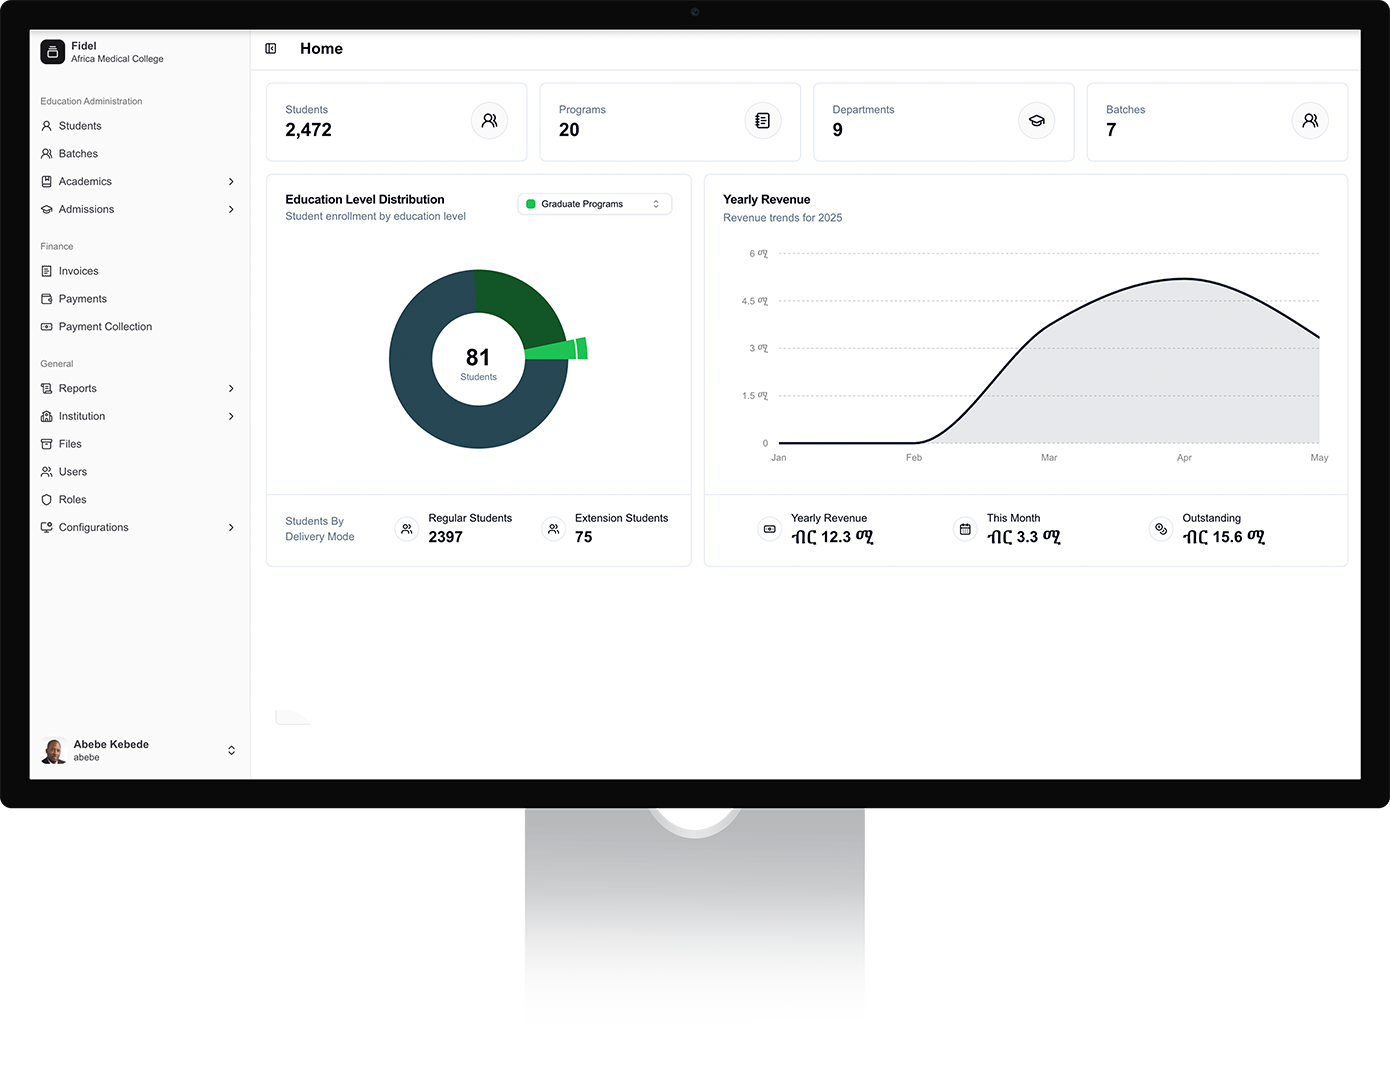 Fidel
Africa Medical College
Education Administration
Students
Batches
Academics
Admissions
Finance
Invoices
Payments
Payment Collection
General
Reports
Institution
Files
Users
Roles
Configurations
Abebe Kebede
abebe
Home
Students
2,472
Programs
20
Departments
9
Batches
7
Education Level Distribution
Student enrollment by education level
Graduate Programs
81
Students
Students By
Delivery Mode
Regular Students
2397
Extension Students
75
Yearly Revenue
Revenue trends for 2025
6 ሚ
4.5 ሚ
3 ሚ
1.5 ሚ
0
Jan Feb Mar Apr May
Yearly Revenue
ብር 12.3 ሚ
This Month
ብር 3.3 ሚ
Outstanding
ብር 15.6 ሚ